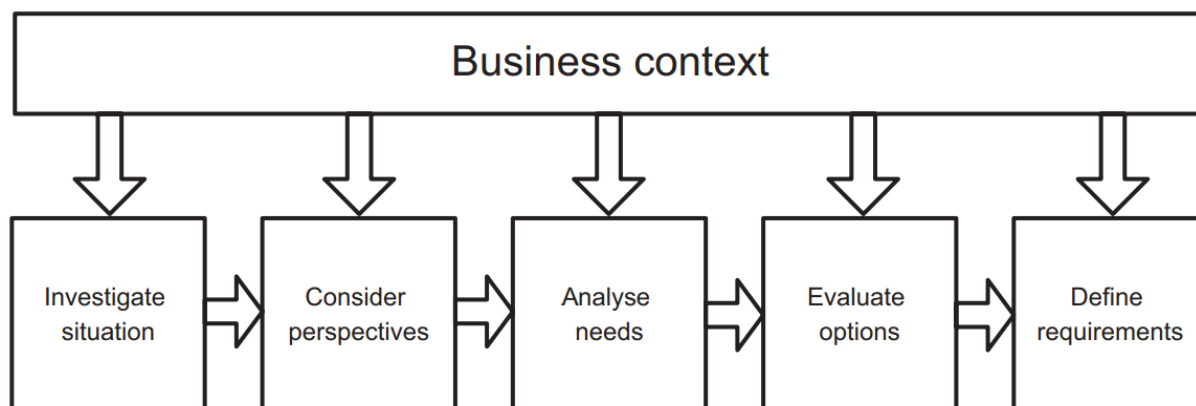 Business context
Investigate
situation
Consider
perspectives
Analyse
needs
Evaluate
options
Define
requirements